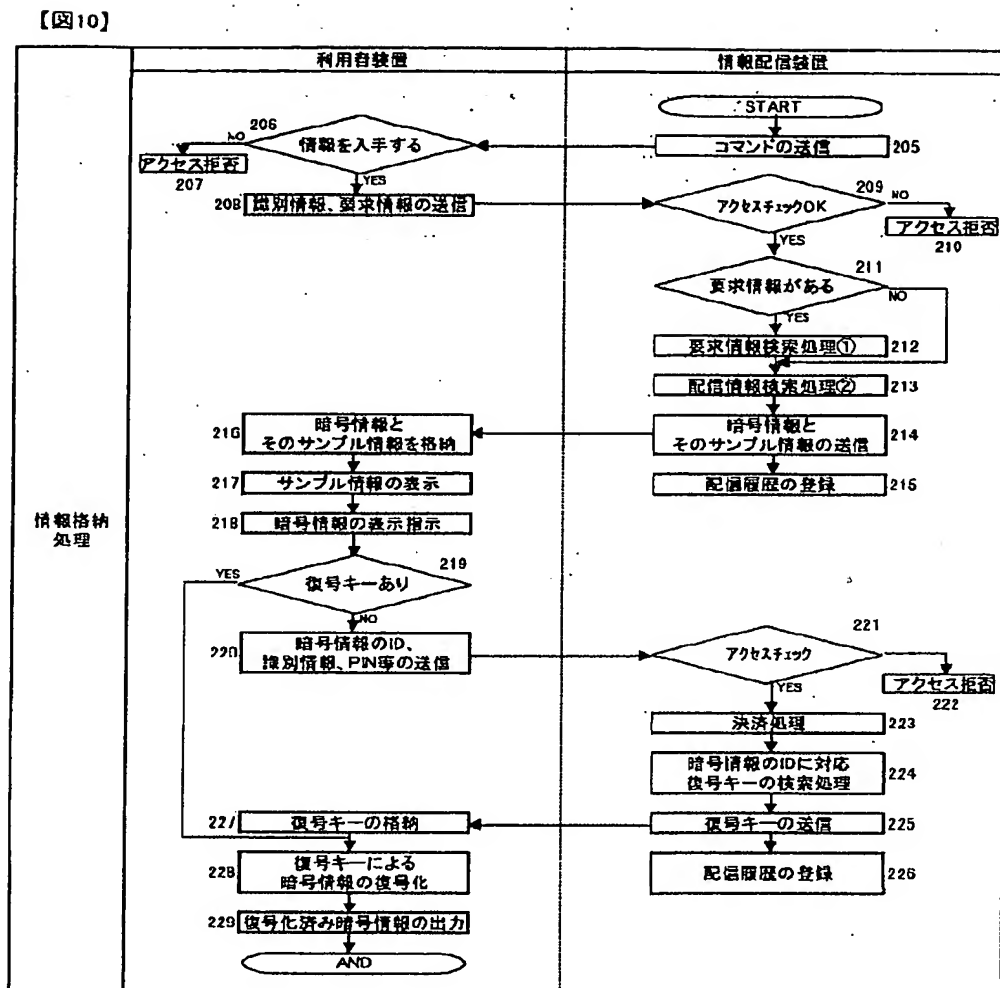 【図10】
利用者装置
情報配信装置
START
コマンドの送信
205
206
情報を入手する
NO
アクセス拒否
207
YES
208
識別情報、要求情報の送信
209
アクセスチェックOK
NO
アクセス拒否
210
YES
211
要求情報がある
NO
YES
要求情報検索処理①
212
配信情報検索処理②
213
暗号情報と
そのサンプル情報の送信
214
配信履歴の登録
215
216
暗号情報と
そのサンプル情報を格納
217
サンプル情報の表示
218
暗号情報の表示指示
219
復号キーあり
YES
NO
220
暗号情報のID、
識別情報、PIN等の送信
221
アクセスチェック
アクセス拒否
222
YES
決済処理
223
暗号情報のIDに対応
復号キーの検索処理
224
復号キーの送信
225
配信履歴の登録
226
227
復号キーの格納
228
復号キーによる
暗号情報の復号化
229
復号化済み暗号情報の出力
AND
情報格納
処理